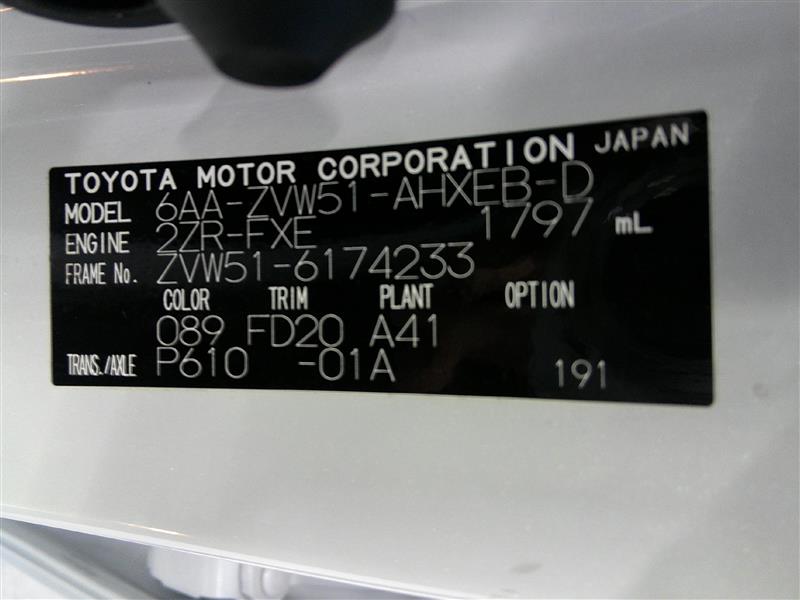 TOYOTA MOTOR CORPORATION JAPAN
MODEL 6AA-ZVW51-AHXEB-D
ENGINE 2ZR-FXE 1797 mL
FRAME No. ZVW51-6174233
COLOR TRIM PLANT OPTION
089 FD20 A41
TRANS./AXLE P610 -01A 191